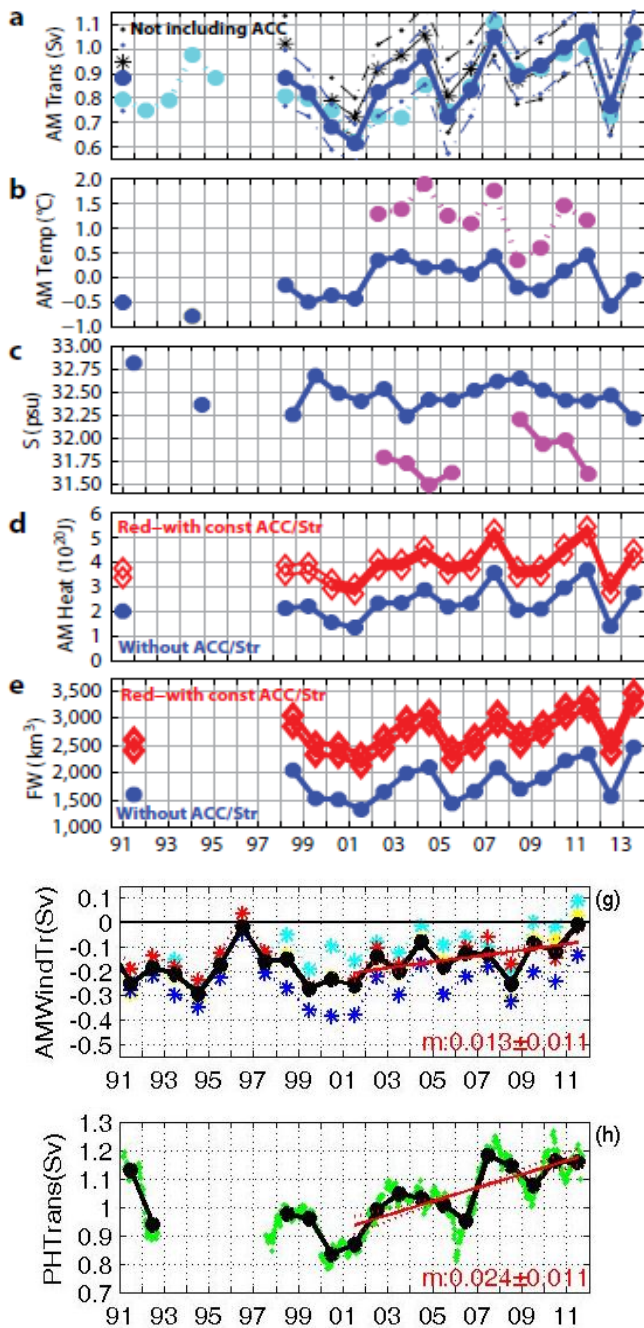 a
Not including ACC
AM Trans (Sv)
1.1
1.0
0.9
0.8
0.7
0.6
b
AM Temp (°C)
2.0
1.5
1.0
0.5
0.0
−0.5
−1.0
c
S (psu)
33.00
32.75
32.50
32.25
32.00
31.75
31.50
d
Red−with const ACC/Str
AM Heat (10²⁰J)
6
5
4
3
2
1
0
Without ACC/Str
e
Red−with const ACC/Str
FW (km³)
3,500
3,000
2,500
2,000
1,500
1,000
Without ACC/Str
91 93 95 97 99 01 03 05 07 09 11 13
(g)
AMWindTr(Sv)
0.1
0
-0.1
-0.2
-0.3
-0.4
-0.5
m:0.013±0.011
91 93 95 97 99 01 03 05 07 09 11
(h)
PHTrans(Sv)
1.3
1.2
1.1
1
0.9
0.8
0.7
m:0.024±0.011
91 93 95 97 99 01 03 05 07 09 11